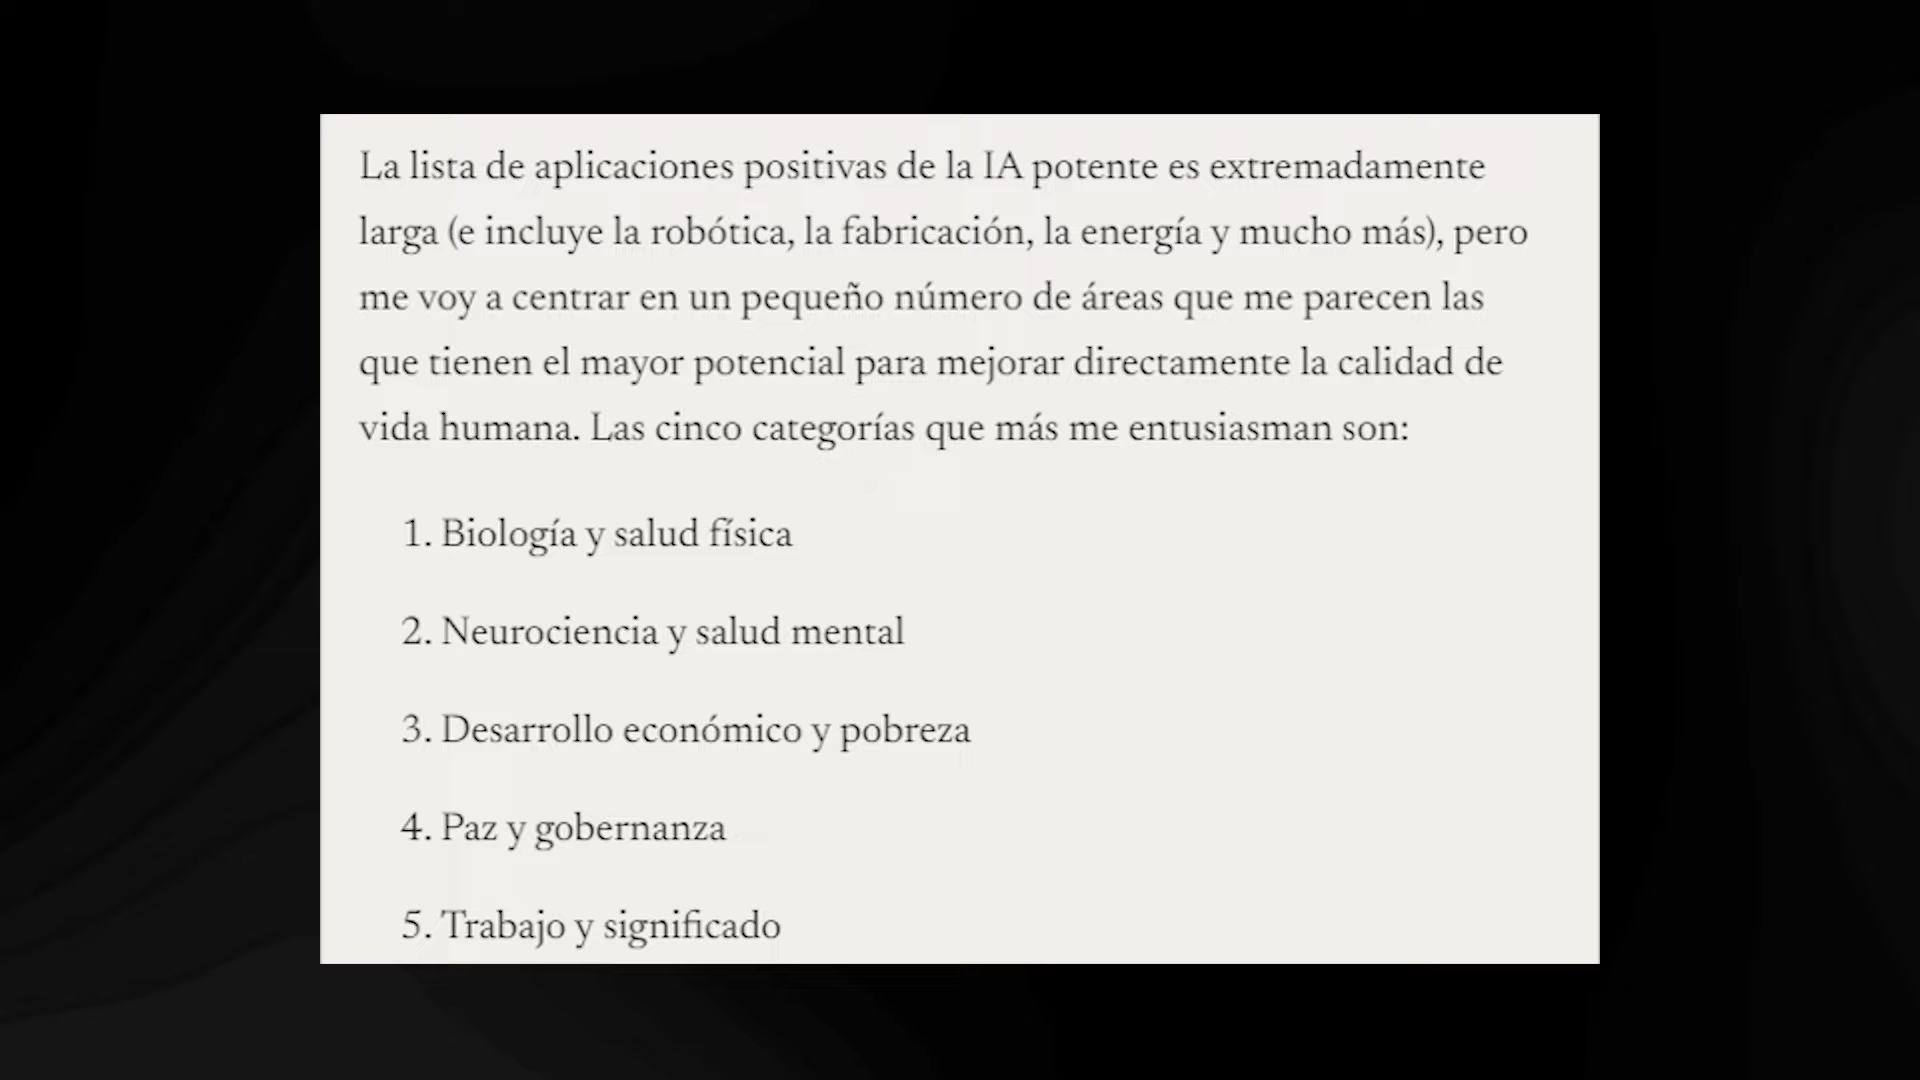 La lista de aplicaciones positivas de la IA potente es extremadamente
larga (e incluye la robótica, la fabricación, la energía y mucho más), pero
me voy a centrar en un pequeño número de áreas que me parecen las
que tienen el mayor potencial para mejorar directamente la calidad de
vida humana. Las cinco categorías que más me entusiasman son:
1. Biología y salud física
2. Neurociencia y salud mental
3. Desarrollo económico y pobreza
4. Paz y gobernanza
5. Trabajo y significado